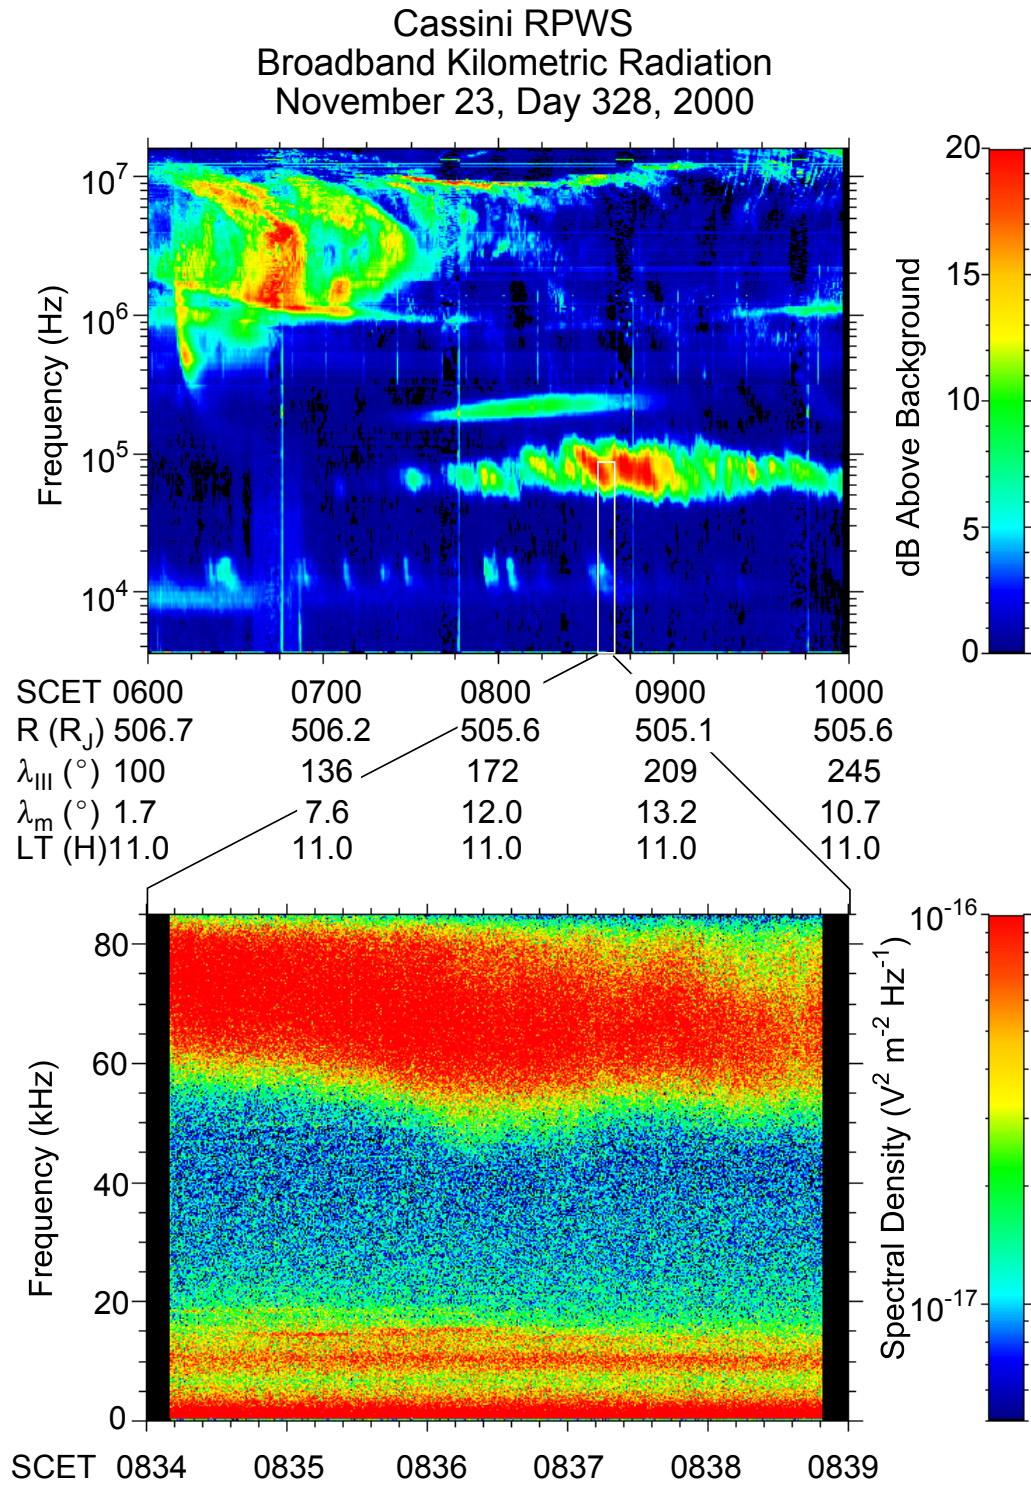 Cassini RPWS
Broadband Kilometric Radiation
November 23, Day 328, 2000
Frequency (Hz)
10⁷
10⁶
10⁵
10⁴
20
15
10
5
0
dB Above Background
SCET 0600 0700 0800 0900 1000
R (R_J) 506.7 506.2 505.6 505.1 505.6
λ_III (°) 100 136 172 209 245
λ_m (°) 1.7 7.6 12.0 13.2 10.7
LT (H) 11.0 11.0 11.0 11.0 11.0
Frequency (kHz)
80
60
40
20
0
10⁻¹⁶
10⁻¹⁷
Spectral Density (V² m⁻² Hz⁻¹)
SCET 0834 0835 0836 0837 0838 0839